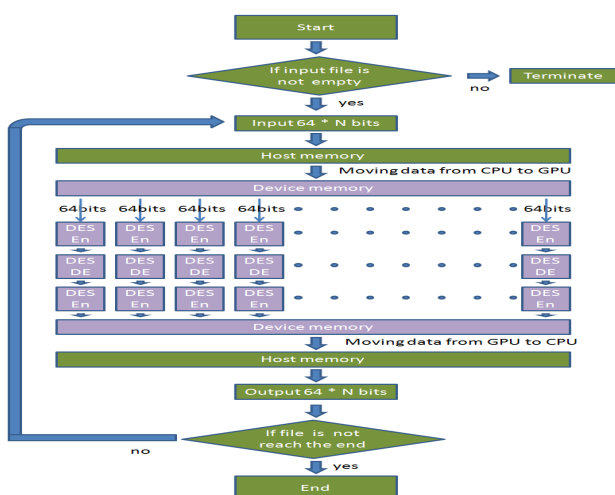 Start
If input file is
not empty
no
Terminate
yes
Input 64 * N bits
Host memory
Moving data from CPU to GPU
Device memory
64bits 64bits 64bits 64bits 64bits
DES DES DES DES DES
En En En En En
DES DES DES DES DES
DE DE DE DE DE
DES DES DES DES DES
En En En En En
Device memory
Moving data from GPU to CPU
Host memory
Output 64 * N bits
If file is not
reach the end
no
yes
End